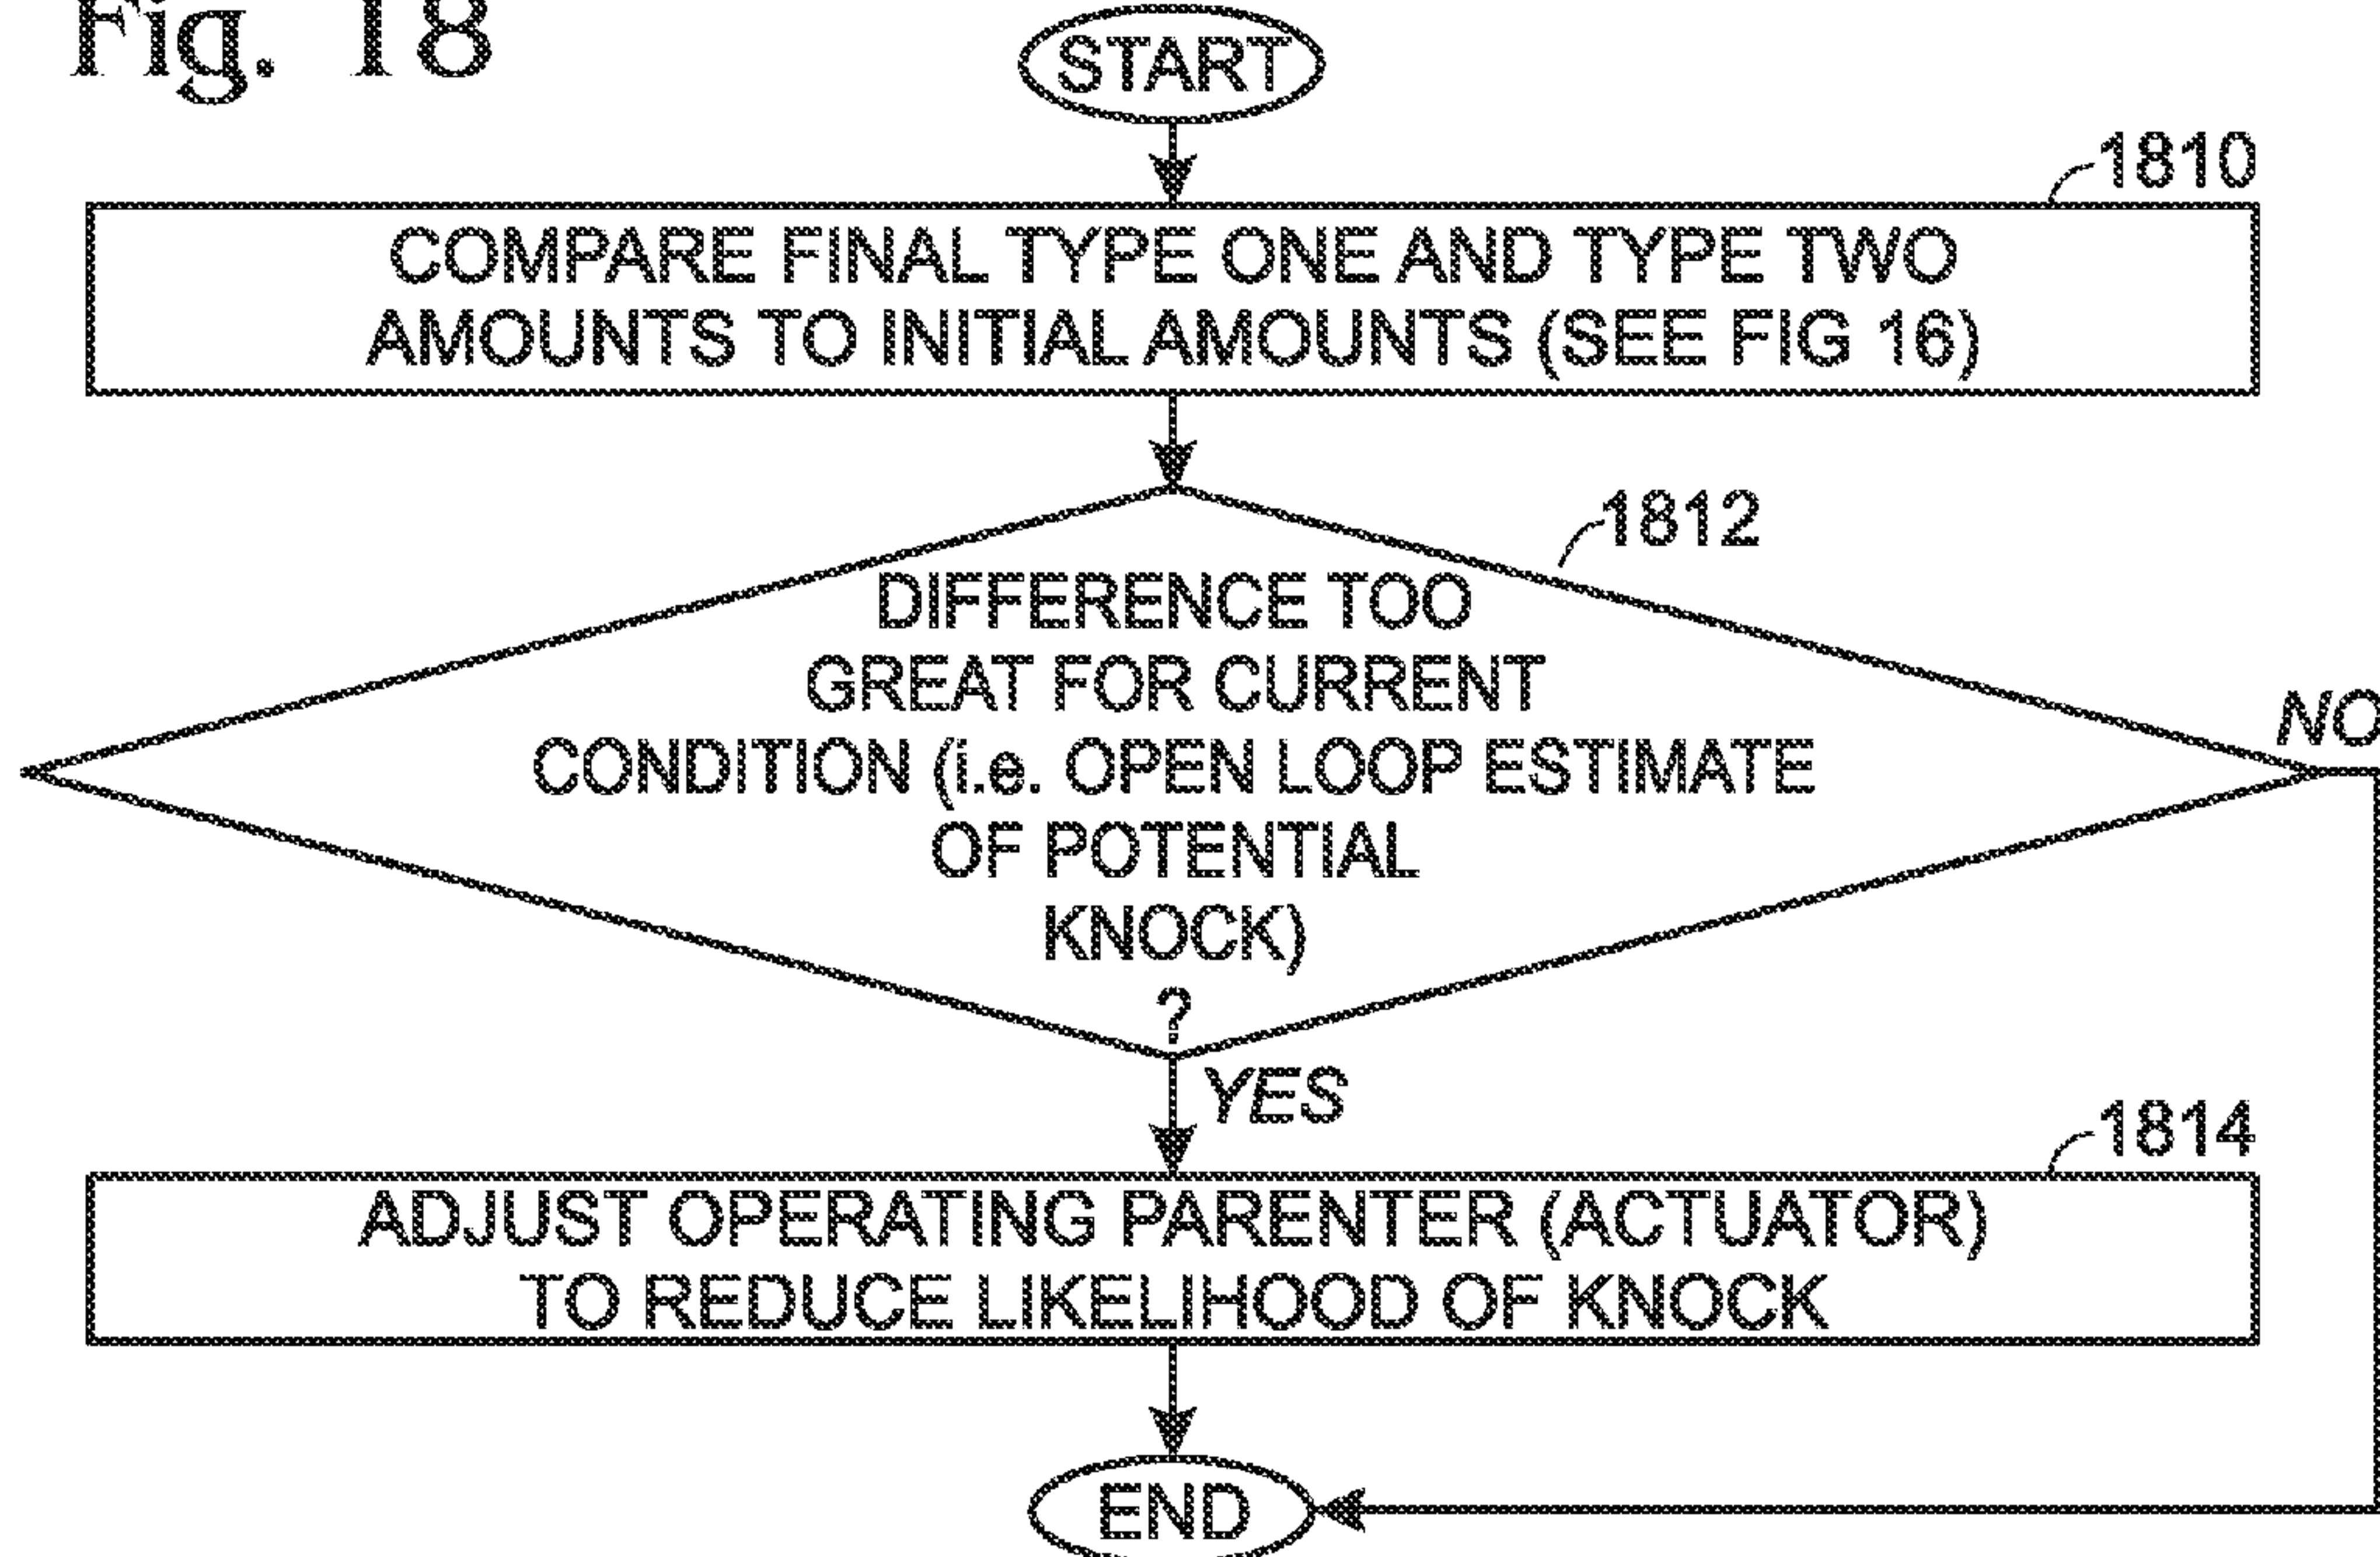 Fig. 18
START
1810
COMPARE FINAL TYPE ONE AND TYPE TWO
AMOUNTS TO INITIAL AMOUNTS (SEE FIG 16)
1812
DIFFERENCE TOO
GREAT FOR CURRENT
CONDITION (i.e. OPEN LOOP ESTIMATE
OF POTENTIAL
KNOCK)
?
NO
YES
1814
ADJUST OPERATING PARENTER (ACTUATOR)
TO REDUCE LIKELIHOOD OF KNOCK
END